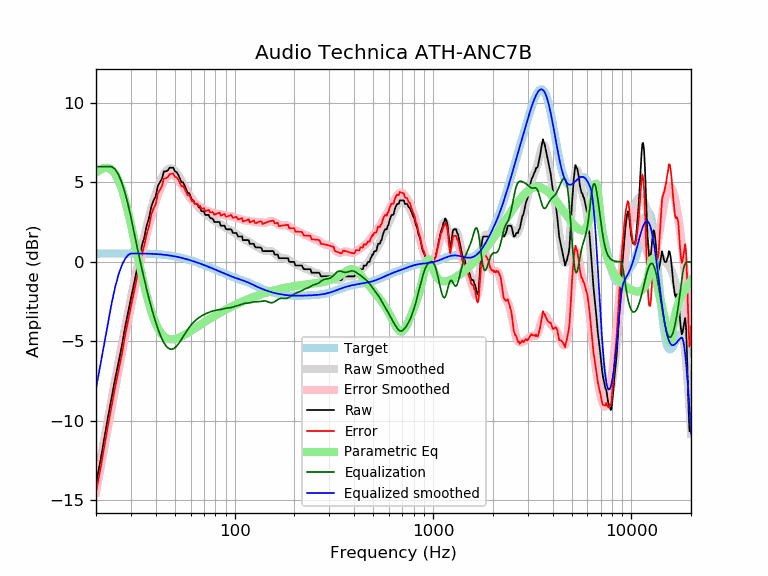 Audio Technica ATH-ANC7B
Amplitude (dBr)
10
5
0
−5
−10
−15
Target
Raw Smoothed
Error Smoothed
Raw
Error
Parametric Eq
Equalization
Equalized smoothed
100
1000
10000
Frequency (Hz)